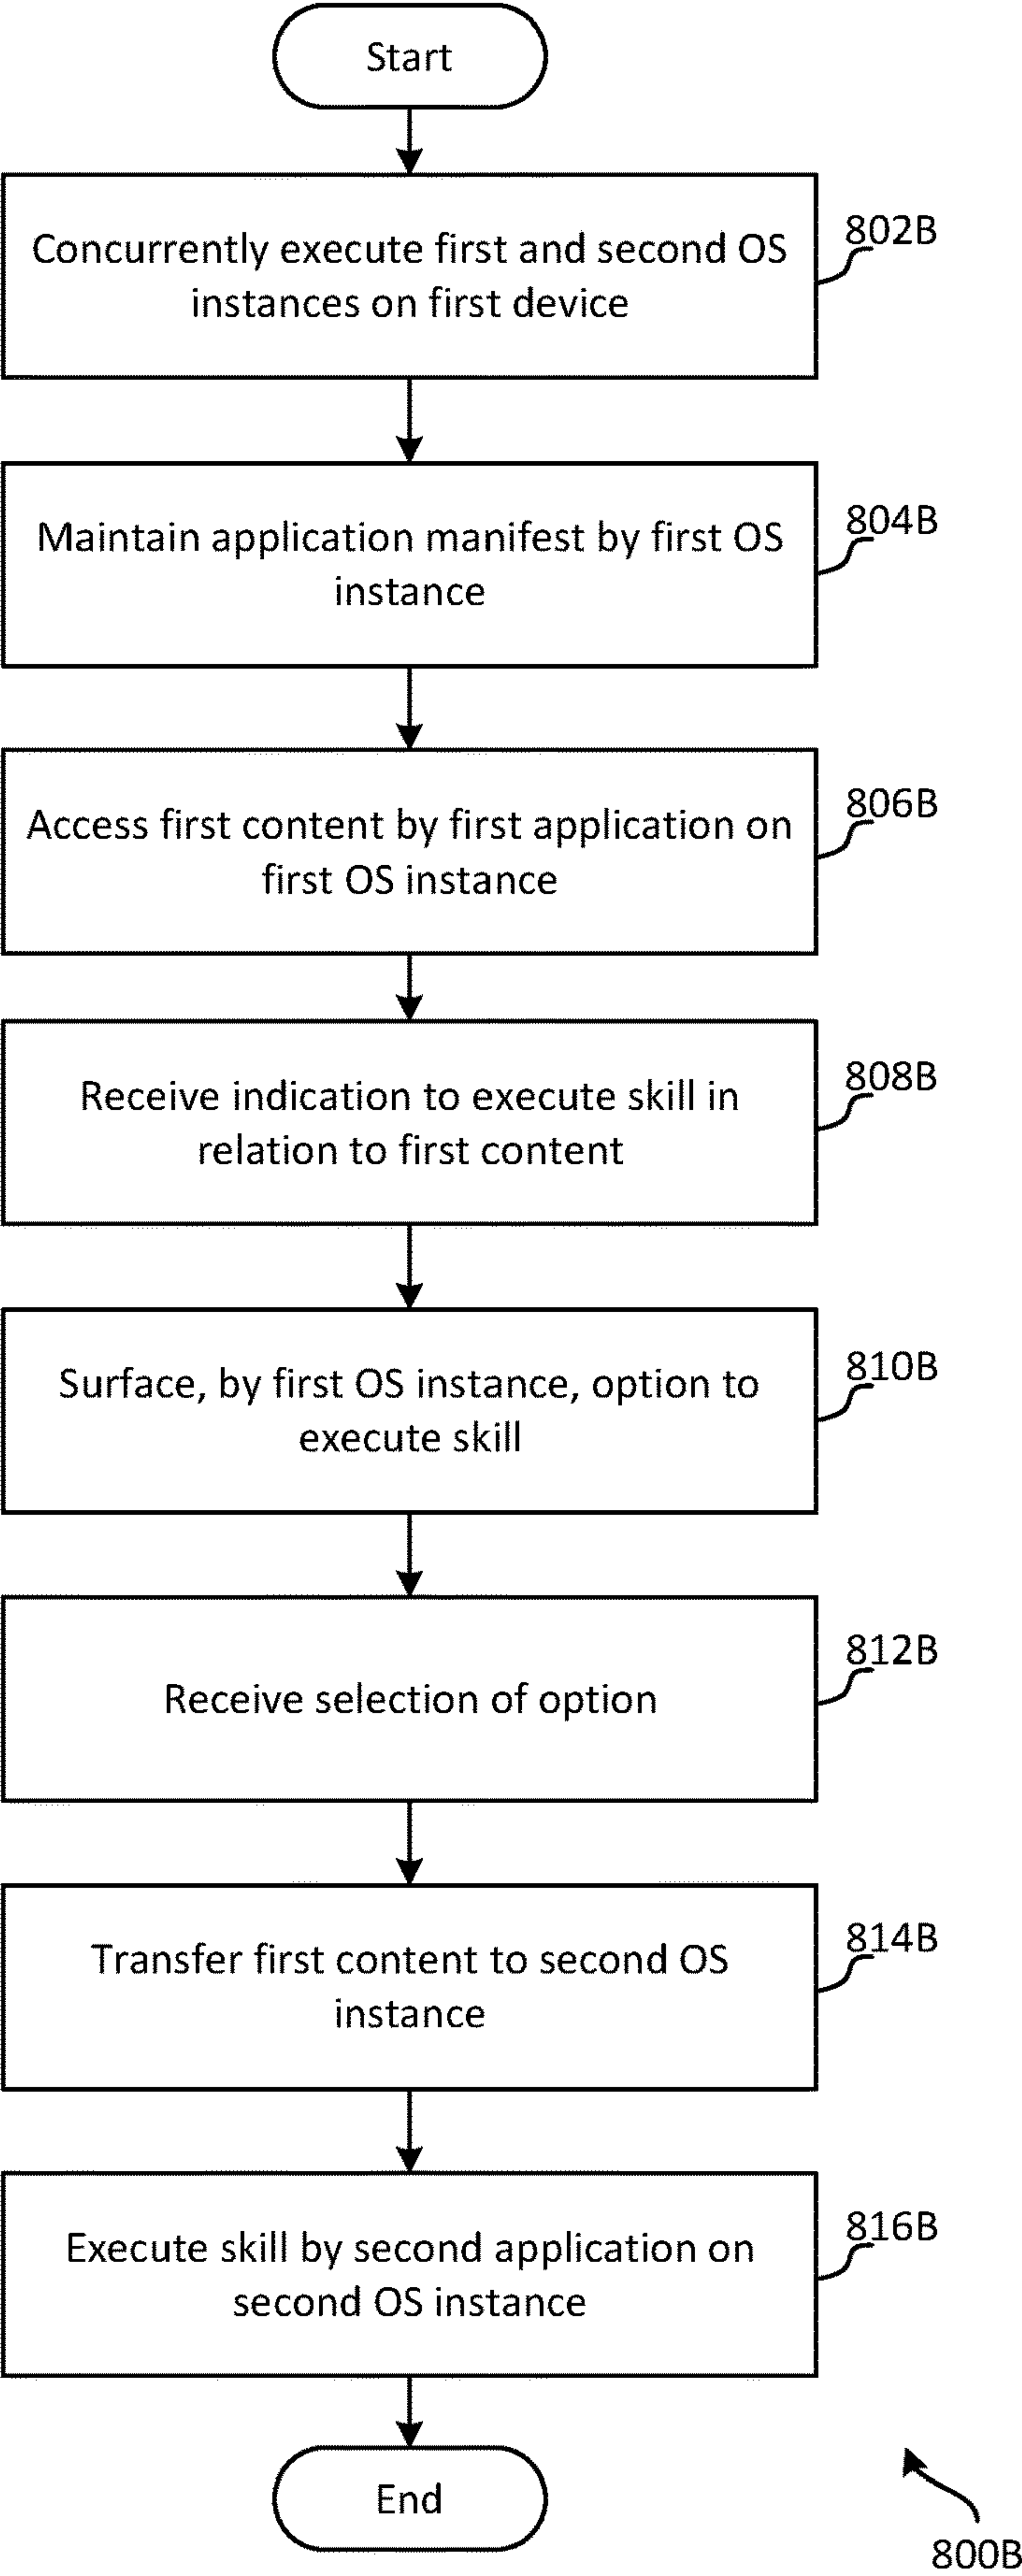 Start
Concurrently execute first and second OS
instances on first device
802B
Maintain application manifest by first OS
instance
804B
Access first content by first application on
first OS instance
806B
Receive indication to execute skill in
relation to first content
808B
Surface, by first OS instance, option to
execute skill
810B
Receive selection of option
812B
Transfer first content to second OS
instance
814B
Execute skill by second application on
second OS instance
816B
End
800B